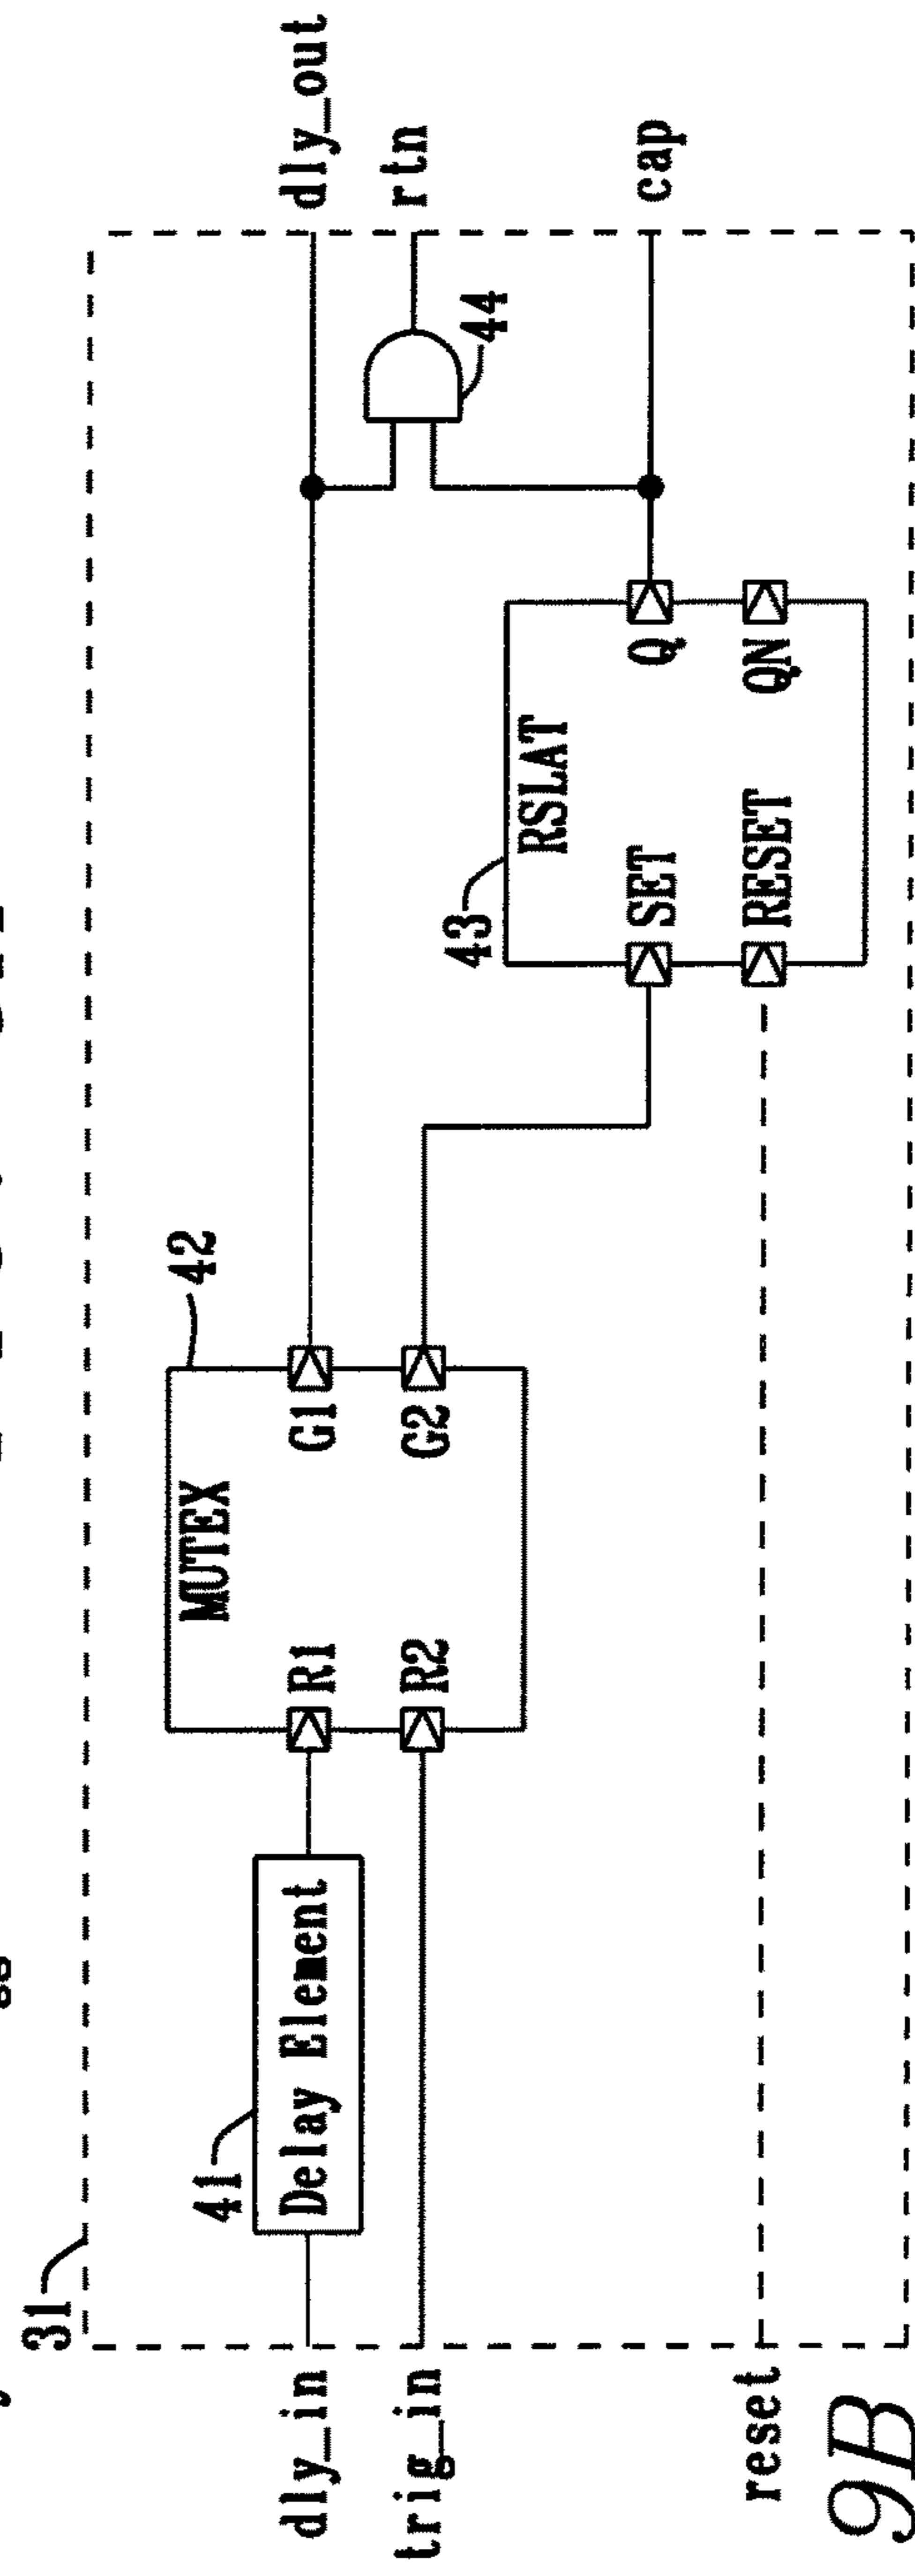 31
dly_in
41
Delay Element
trig_in
reset
MUTEX
42
R1
G1
R2
G2
43
RSLAT
SET
Q
RESET
QN
44
dly_out
rtn
cap
9B